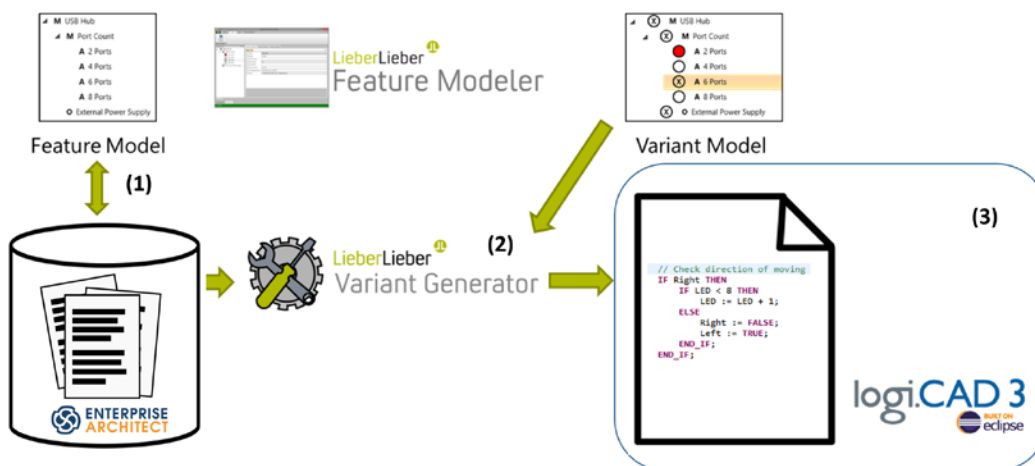 M USB Hub
M Port Count
A 2 Ports
A 4 Ports
A 6 Ports
A 8 Ports
External Power Supply
Feature Model
LieberLieber
Feature Modeler
X M USB Hub
X M Port Count
A 2 Ports
A 4 Ports
X A 6 Ports
A 8 Ports
X External Power Supply
Variant Model
(1)
LieberLieber
Variant Generator
(2)
(3)
// Check direction of moving
IF Right THEN
IF LED < 8 THEN
LED := LED + 1;
ELSE
Right := FALSE;
Left := TRUE;
END_IF;
END_IF;
ENTERPRISE
ARCHITECT
logi.CAD 3
BUILT ON
eclipse